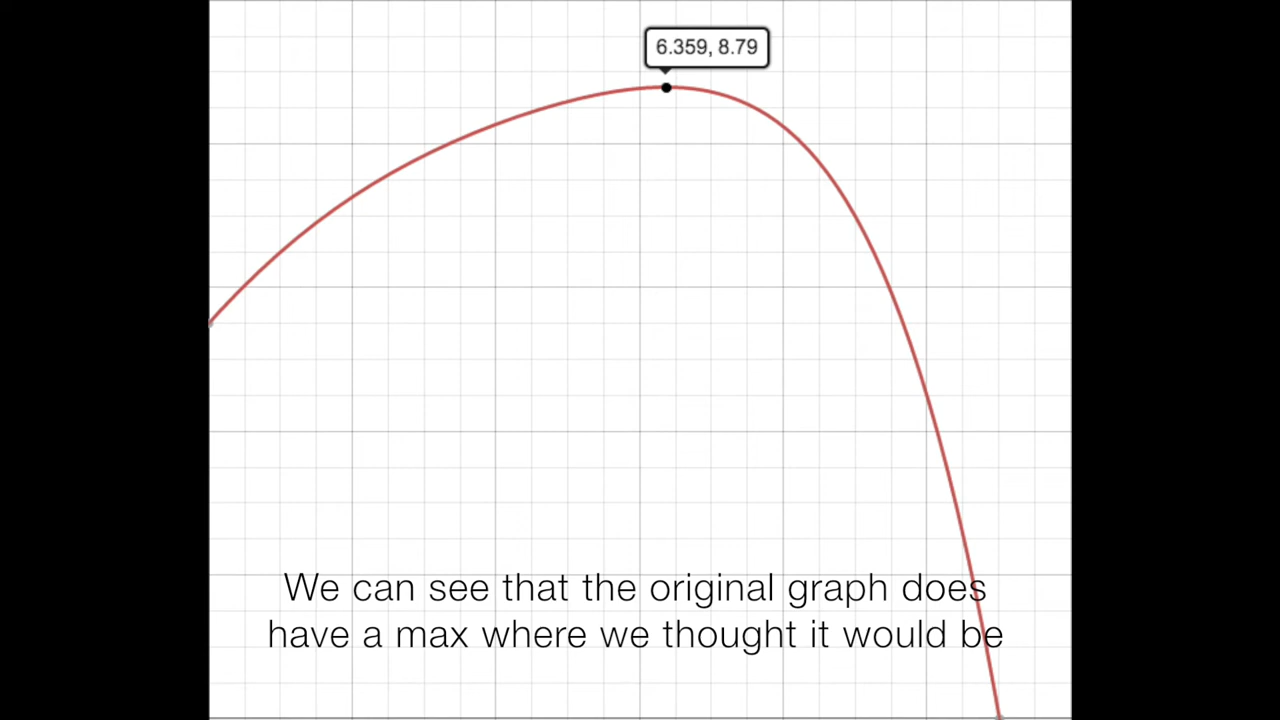 6.359, 8.79
We can see that the original graph does
have a max where we thought it would be